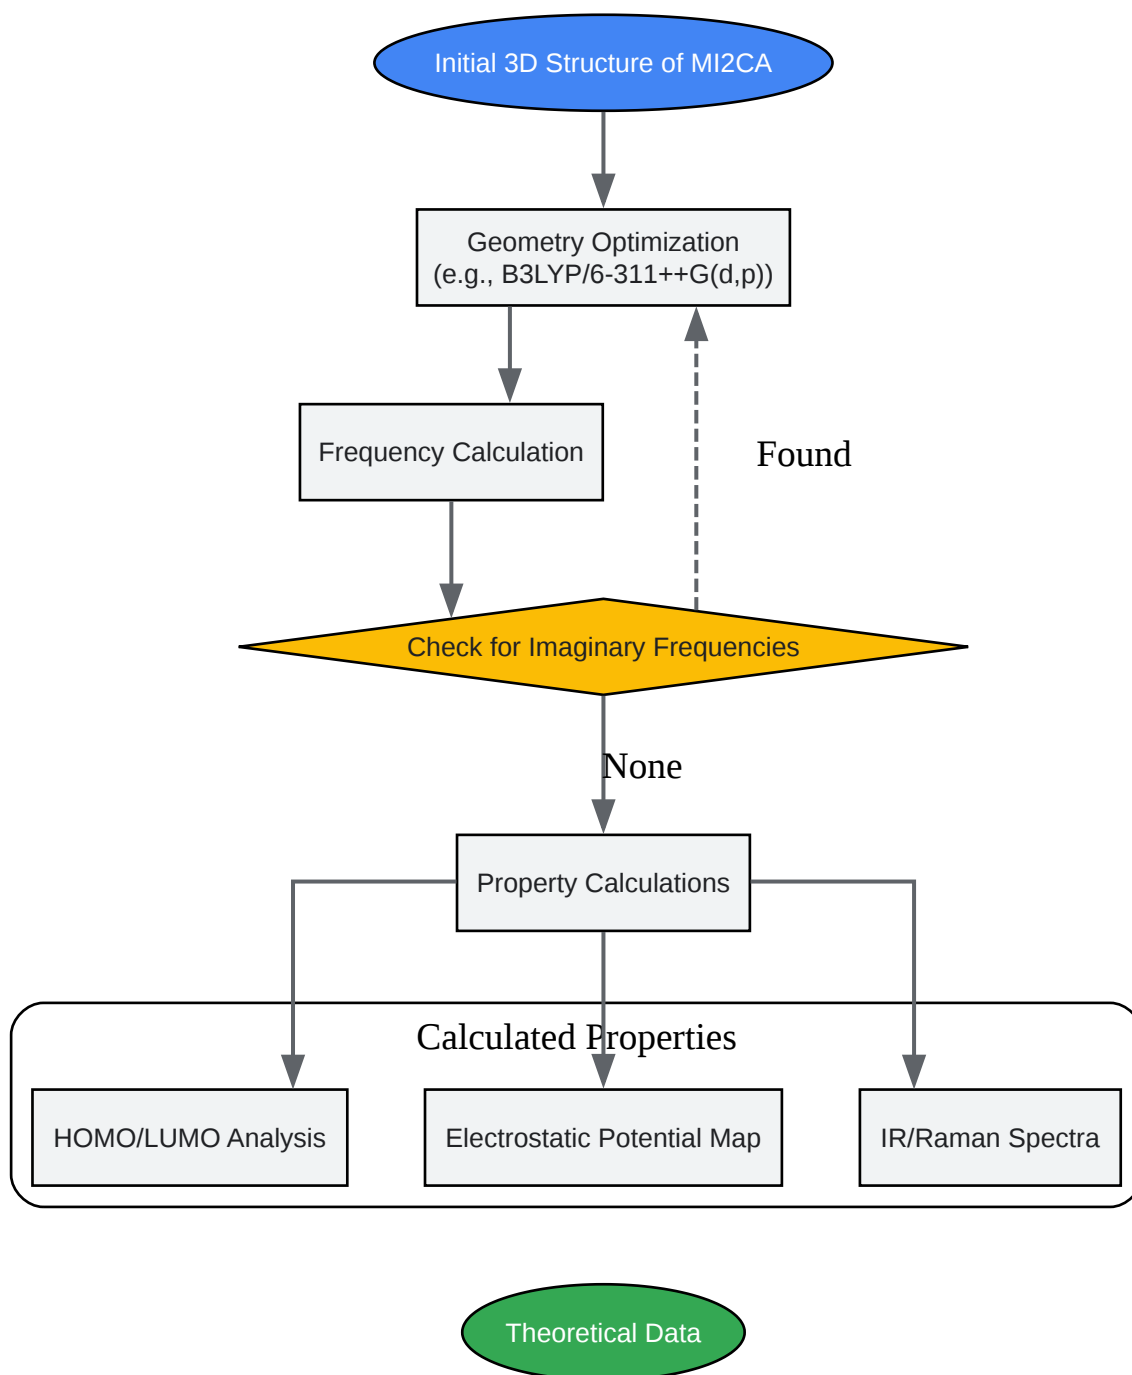 Initial 3D Structure of MI2CA
Geometry Optimization
(e.g., B3LYP/6-311++G(d,p))
Frequency Calculation
Found
Check for Imaginary Frequencies
None
Property Calculations
Calculated Properties
HOMO/LUMO Analysis
Electrostatic Potential Map
IR/Raman Spectra
Theoretical Data